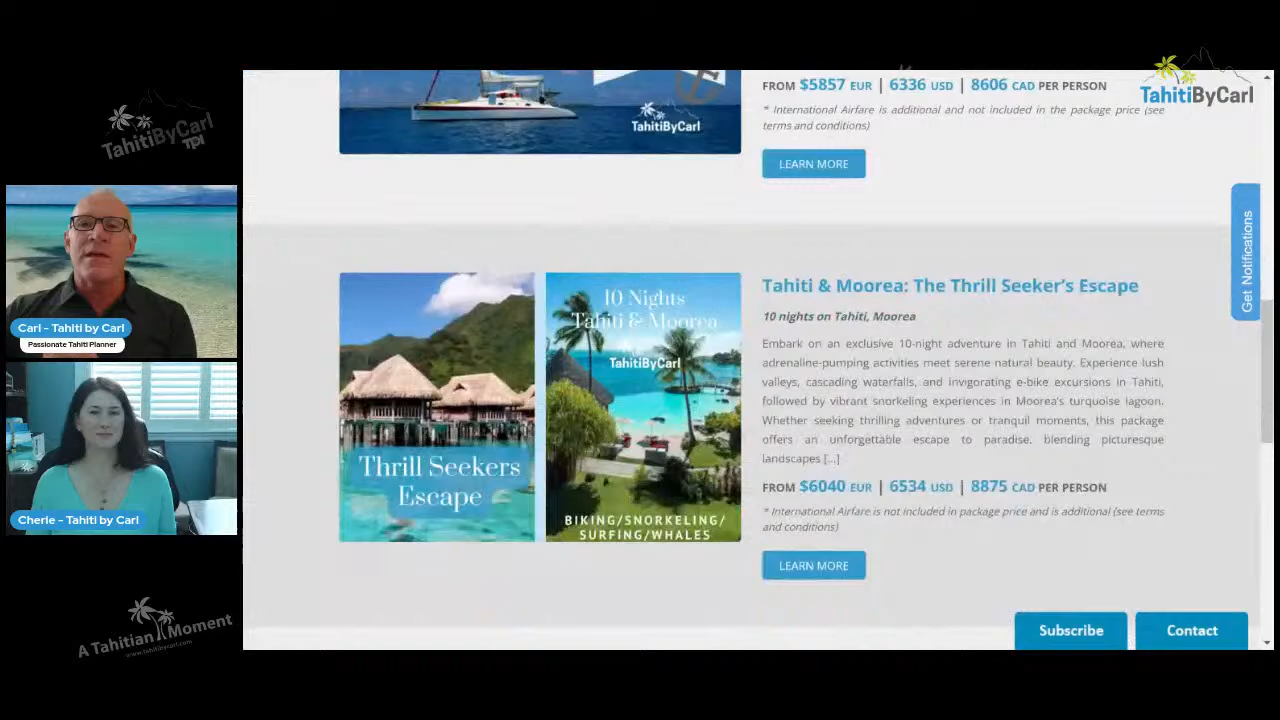 TahitiByCarl
TPI
Carl - Tahiti by Carl
Passionate Tahiti Planner
Cherie - Tahiti by Carl
A Tahitian Moment
www.tahitibycarl.com
TahitiByCarl
TahitiByCarl
FROM $5857 EUR | 6336 USD | 8606 CAD PER PERSON
* International Airfare is additional and not included in the package price (see
terms and conditions)
LEARN MORE
Get Notifications
Thrill Seekers
Escape
10 Nights
Tahiti & Moorea
TahitiByCarl
BIKING/SNORKELING/
SURFING/WHALES
Tahiti & Moorea: The Thrill Seeker's Escape
10 nights on Tahiti, Moorea
Embark on an exclusive 10-night adventure in Tahiti and Moorea, where
adrenaline-pumping activities meet serene natural beauty. Experience lush
valleys, cascading waterfalls, and invigorating e-bike excursions in Tahiti,
followed by vibrant snorkeling experiences in Moorea's turquoise lagoon.
Whether seeking thrilling adventures or tranquil moments, this package
offers an unforgettable escape to paradise, blending picturesque
landscapes [...]
FROM $6040 EUR | 6534 USD | 8875 CAD PER PERSON
* International Airfare is not included in package price and is additional (see terms
and conditions)
LEARN MORE
Subscribe
Contact